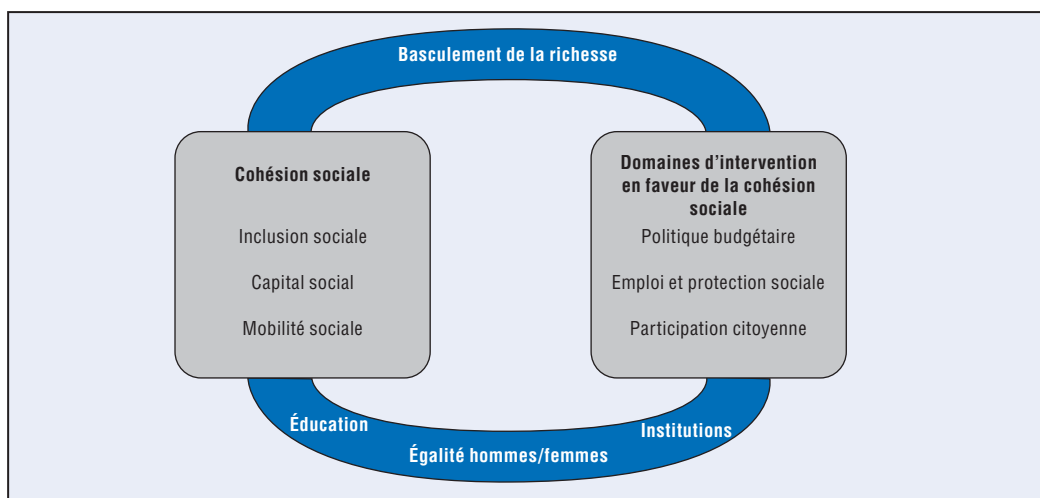 Basculement de la richesse
Cohésion sociale
Inclusion sociale
Capital social
Mobilité sociale
Domaines d'intervention
en faveur de la cohésion
sociale
Politique budgétaire
Emploi et protection sociale
Participation citoyenne
Éducation
Égalité hommes/femmes
Institutions